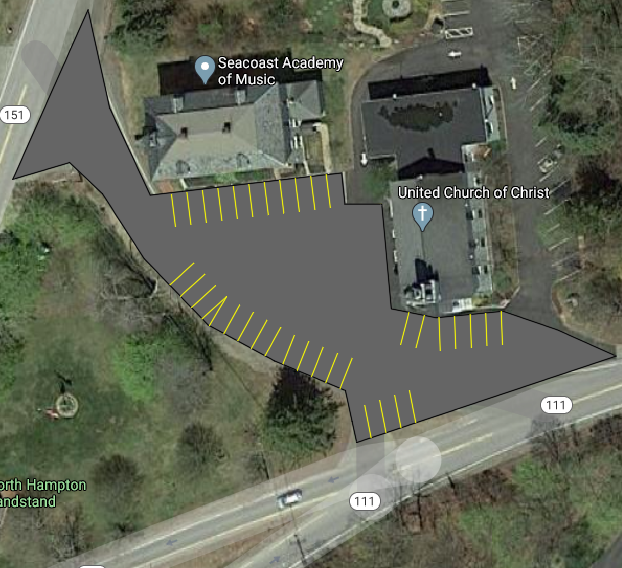 Seacoast Academy
of Music
151
United Church of Christ
111
orth Hampton
andstand
111